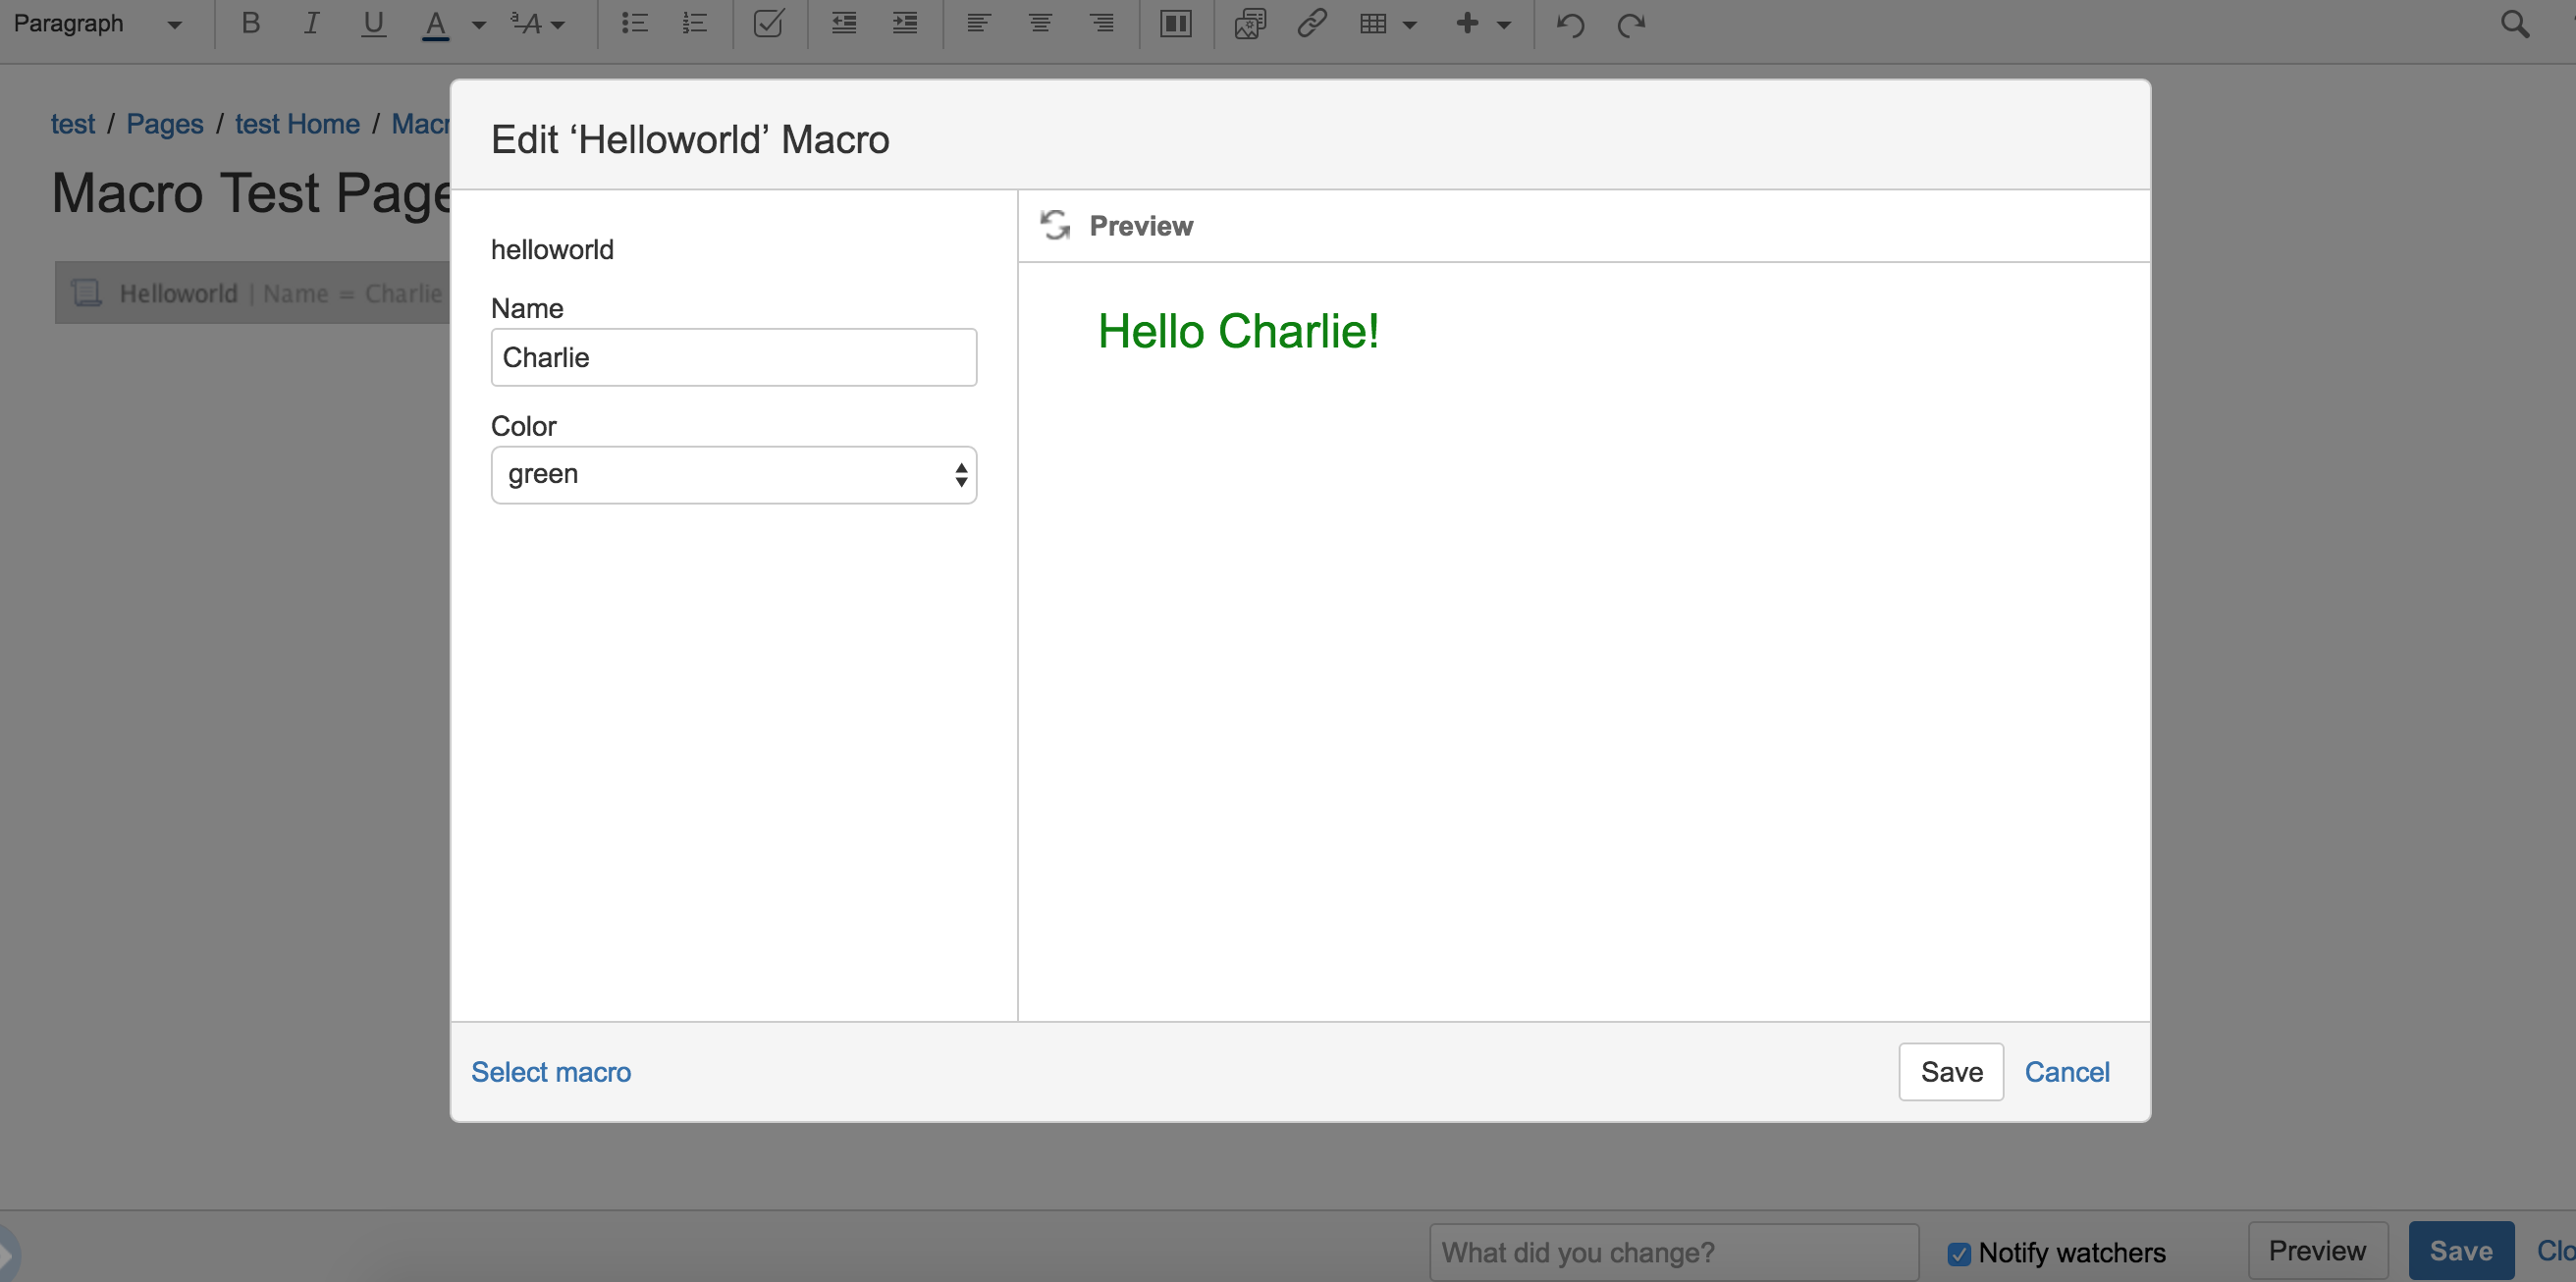 Paragraph
test / Pages / test Home / Macr
Macro Test Page
Helloworld | Name = Charlie
Edit ‘Helloworld’ Macro
helloworld
Name
Charlie
Color
green
Preview
Hello Charlie!
Select macro
Save
Cancel
What did you change?
Notify watchers
Preview
Save
Clo